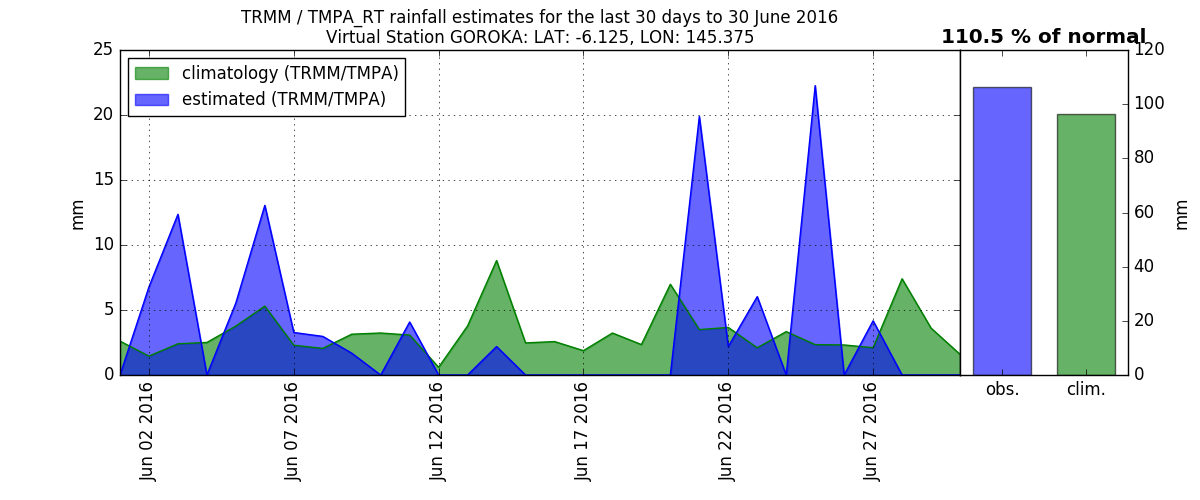 TRMM / TMPA_RT rainfall estimates for the last 30 days to 30 June 2016
Virtual Station GOROKA: LAT: -6.125, LON: 145.375
110.5 % of normal
climatology (TRMM/TMPA)
estimated (TRMM/TMPA)
25
20
15
10
5
0
mm
Jun 02 2016
Jun 07 2016
Jun 12 2016
Jun 17 2016
Jun 22 2016
Jun 27 2016
120
100
80
60
40
20
0
mm
obs.
clim.